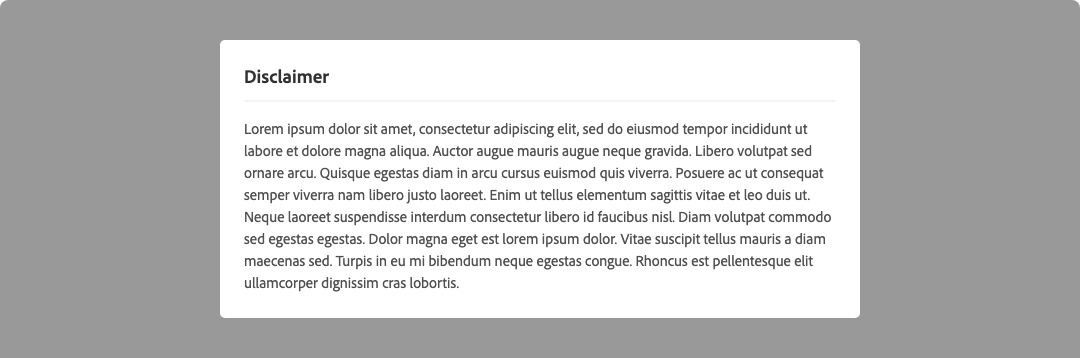 Disclaimer
Lorem ipsum dolor sit amet, consectetur adipiscing elit, sed do eiusmod tempor incididunt ut
labore et dolore magna aliqua. Auctor augue mauris augue neque gravida. Libero volutpat sed
ornare arcu. Quisque egestas diam in arcu cursus euismod quis viverra. Posuere ac ut consequat
semper viverra nam libero justo laoreet. Enim ut tellus elementum sagittis vitae et leo duis ut.
Neque laoreet suspendisse interdum consectetur libero id faucibus nisl. Diam volutpat commodo
sed egestas egestas. Dolor magna eget est lorem ipsum dolor. Vitae suscipit tellus mauris a diam
maecenas sed. Turpis in eu mi bibendum neque egestas congue. Rhoncus est pellentesque elit
ullamcorper dignissim cras lobortis.